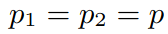 p₁ = p₂ = p